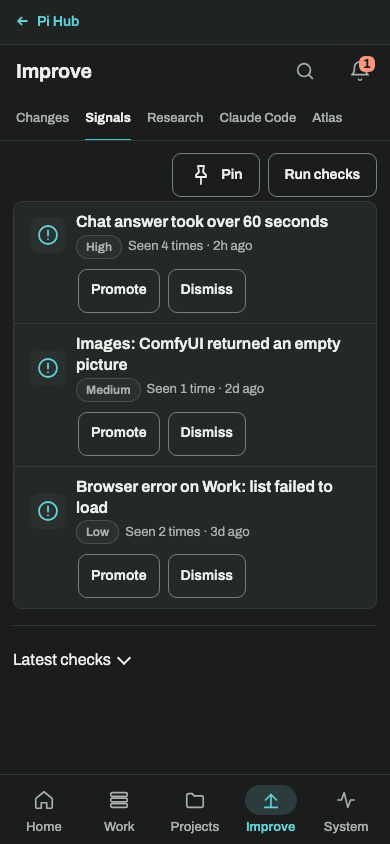 Pi Hub
Improve
1
Changes Signals Research Claude Code Atlas
Pin Run checks
Chat answer took over 60 seconds
High Seen 4 times · 2h ago
Promote Dismiss
Images: ComfyUI returned an empty
picture
Medium Seen 1 time · 2d ago
Promote Dismiss
Browser error on Work: list failed to
load
Low Seen 2 times · 3d ago
Promote Dismiss
Latest checks
Home Work Projects Improve System